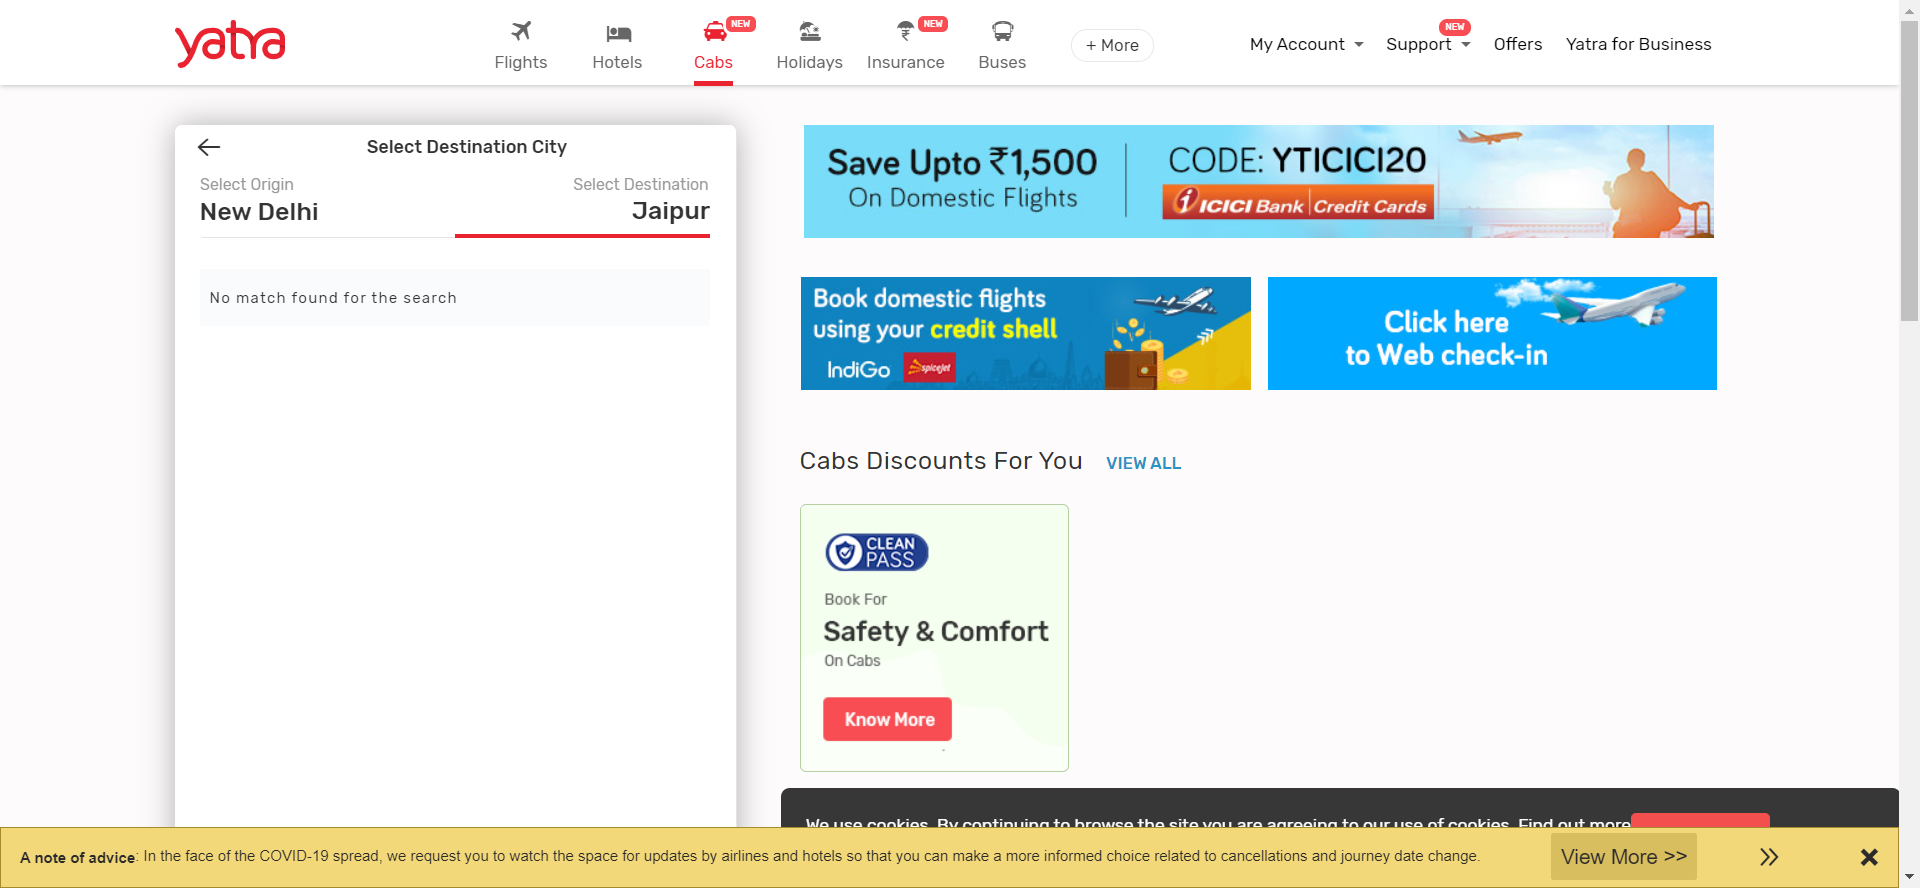 yatra
Flights
Hotels
NEW
Cabs
Holidays
NEW
Insurance
Buses
+ More
My Account
NEW
Support
Offers
Yatra for Business
Select Destination City
Select Origin
Select Destination
New Delhi
Jaipur
No match found for the search
Save Upto ₹1,500
On Domestic Flights
CODE: YTICICI20
ICICI Bank | Credit Cards
Book domestic flights
using your credit shell
IndiGo
spicejet
Click here
to Web check-in
Cabs Discounts For You
VIEW ALL
CLEAN
PASS
Book For
Safety & Comfort
On Cabs
Know More
We use cookies. By continuing to browse the site you are agreeing to our use of cookies. Find out more
A note of advice: In the face of the COVID-19 spread, we request you to watch the space for updates by airlines and hotels so that you can make a more informed choice related to cancellations and journey date change.
View More >>